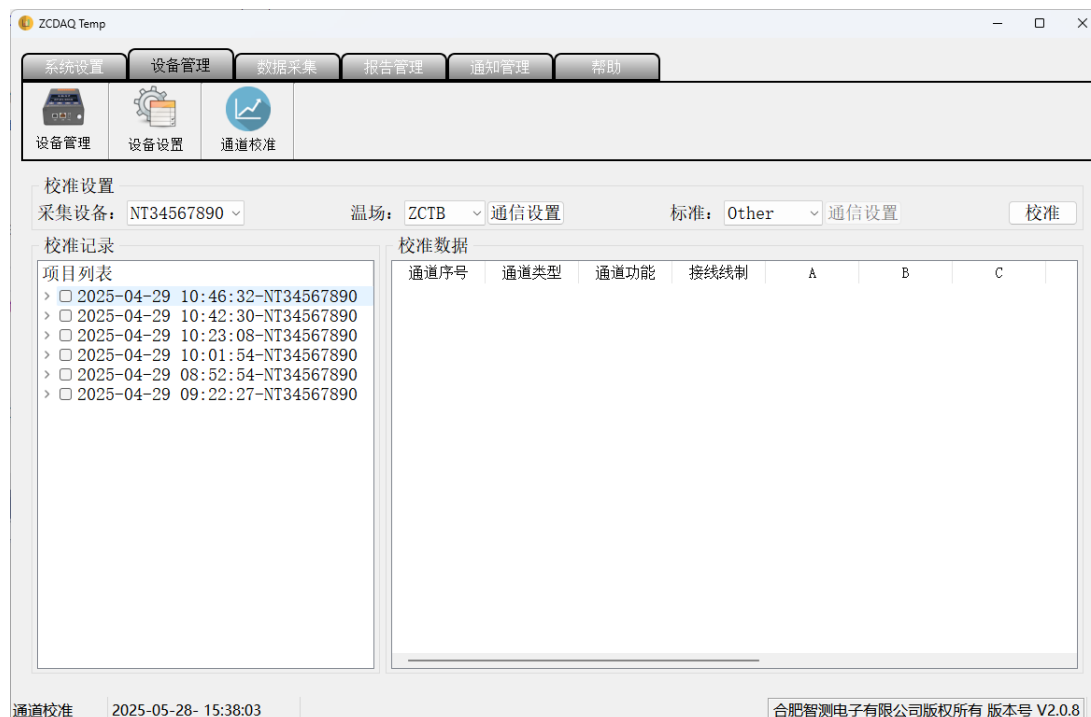 ZCDAQ Temp
系统设置 设备管理 数据采集 报告管理 通知管理 帮助
设备管理 设备设置 通道校准
校准设置
采集设备: NT34567890 温场: ZCTB 通信设置 标准: Other 通信设置 校准
校准记录 校准数据
项目列表 通道序号 通道类型 通道功能 接线线制 A B C
2025-04-29 10:46:32-NT34567890
2025-04-29 10:42:30-NT34567890
2025-04-29 10:23:08-NT34567890
2025-04-29 10:01:54-NT34567890
2025-04-29 08:52:54-NT34567890
2025-04-29 09:22:27-NT34567890
通道校准 2025-05-28- 15:38:03 合肥智测电子有限公司版权所有 版本号 V2.0.8